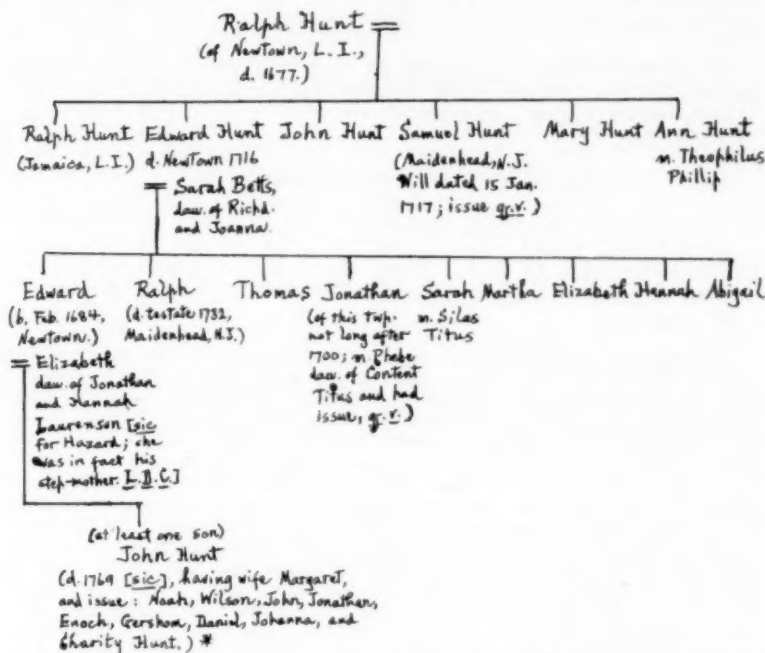 Ralph Hunt
(of Newtown, L. I.,
d. 1677.)
Ralph Hunt
(Jamaica, L.I.)
Edward Hunt
d. Newtown 1716
Sarah Betts,
daw. of Richd.
and Joanna.
John Hunt
Samuel Hunt
(Maidenhead, N.J.
Will dated 15 Jan.
1717; issue q.v.)
Mary Hunt
Ann Hunt
m. Theophilus
Phillip
Edward
(b. Feb. 1684,
Newtown.)
Elizabeth
daw. of Jonathan
and Hannah
Laurenson [sic
for Hazard; she
was in fact his
step-mother. L.B.C.]
Ralph
(d. testate 1732,
Maidenhead, N.J.)
Thomas
Jonathan
(of this twp.
not long after
1700; m. Phebe
daw. of Content
Titus and had
issue, q.v.)
Sarah
m. Silas
Titus
Martha
Elizabeth
Hannah
Abigail
(at least one son)
John Hunt
(d. 1769 [sic], having wife Margaret,
and issue: Noah, Wilson, John, Jonathan,
Enoch, Gershom, Daniel, Johanna, and
Charity Hunt.) *